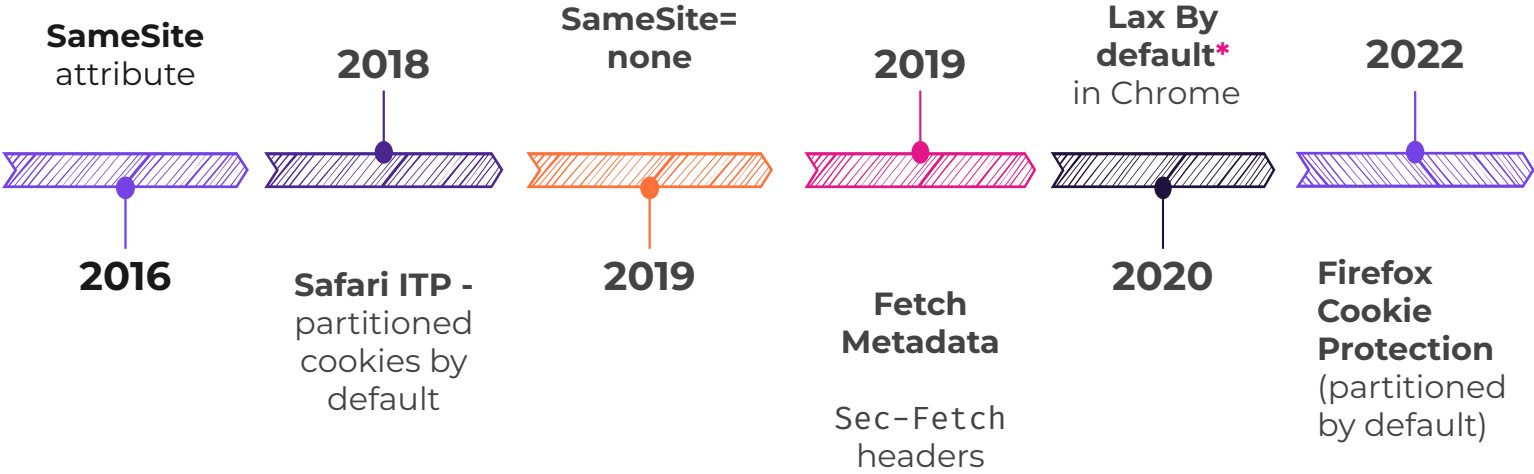 SameSite
attribute
2016
2018
Safari ITP -
partitioned
cookies by
default
SameSite=
none
2019
2019
Fetch
Metadata
Sec-Fetch
headers
Lax By
default*
in Chrome
2020
2022
Firefox
Cookie
Protection
(partitioned
by default)